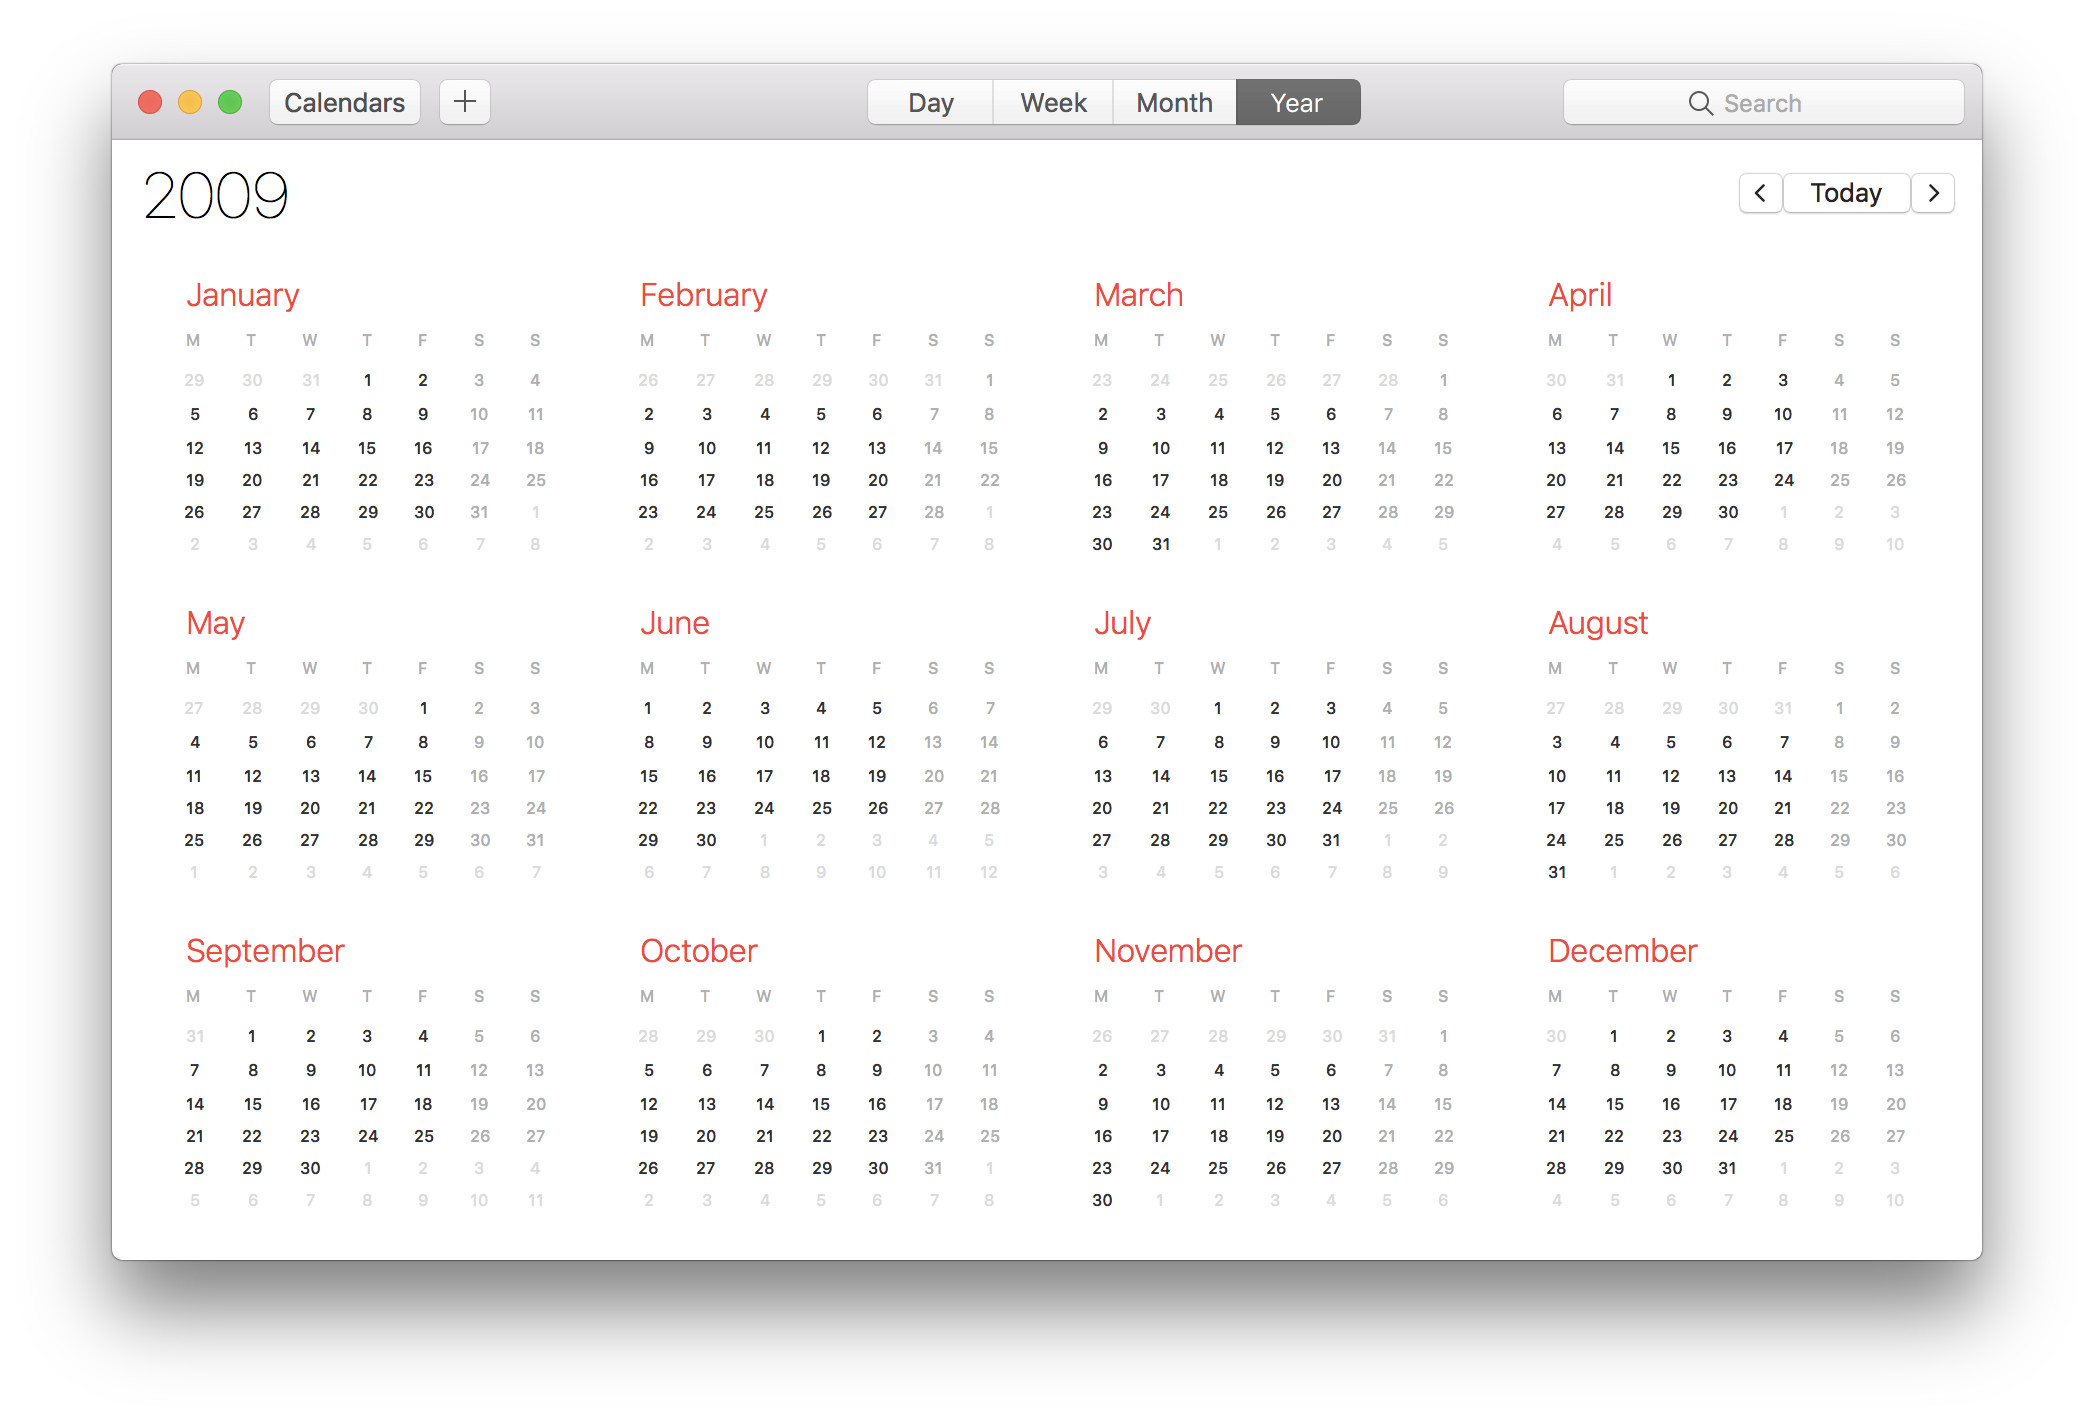 Calendars + Day Week Month Year Search
2009
< Today >
January February March April
M T W T F S S M T W T F S S M T W T F S S M T W T F S S
29 30 31 1 2 3 4 26 27 28 29 30 31 1 23 24 25 26 27 28 1 30 31 1 2 3 4 5
5 6 7 8 9 10 11 2 3 4 5 6 7 8 2 3 4 5 6 7 8 6 7 8 9 10 11 12
12 13 14 15 16 17 18 9 10 11 12 13 14 15 9 10 11 12 13 14 15 13 14 15 16 17 18 19
19 20 21 22 23 24 25 16 17 18 19 20 21 22 16 17 18 19 20 21 22 20 21 22 23 24 25 26
26 27 28 29 30 31 1 23 24 25 26 27 28 1 23 24 25 26 27 28 29 27 28 29 30 1 2 3
2 3 4 5 6 7 8 2 3 4 5 6 7 8 30 31 1 2 3 4 5 4 5 6 7 8 9 10
May June July August
M T W T F S S M T W T F S S M T W T F S S M T W T F S S
27 28 29 30 1 2 3 1 2 3 4 5 6 7 29 30 1 2 3 4 5 27 28 29 30 31 1 2
4 5 6 7 8 9 10 8 9 10 11 12 13 14 6 7 8 9 10 11 12 3 4 5 6 7 8 9
11 12 13 14 15 16 17 15 16 17 18 19 20 21 13 14 15 16 17 18 19 10 11 12 13 14 15 16
18 19 20 21 22 23 24 22 23 24 25 26 27 28 20 21 22 23 24 25 26 17 18 19 20 21 22 23
25 26 27 28 29 30 31 29 30 1 2 3 4 5 27 28 29 30 31 1 2 24 25 26 27 28 29 30
1 2 3 4 5 6 7 6 7 8 9 10 11 12 3 4 5 6 7 8 9 31 1 2 3 4 5 6
September October November December
M T W T F S S M T W T F S S M T W T F S S M T W T F S S
31 1 2 3 4 5 6 28 29 30 1 2 3 4 26 27 28 29 30 31 1 30 1 2 3 4 5 6
7 8 9 10 11 12 13 5 6 7 8 9 10 11 2 3 4 5 6 7 8 7 8 9 10 11 12 13
14 15 16 17 18 19 20 12 13 14 15 16 17 18 9 10 11 12 13 14 15 14 15 16 17 18 19 20
21 22 23 24 25 26 27 19 20 21 22 23 24 25 16 17 18 19 20 21 22 21 22 23 24 25 26 27
28 29 30 1 2 3 4 26 27 28 29 30 31 1 23 24 25 26 27 28 29 28 29 30 31 1 2 3
5 6 7 8 9 10 11 2 3 4 5 6 7 8 30 1 2 3 4 5 6 4 5 6 7 8 9 10